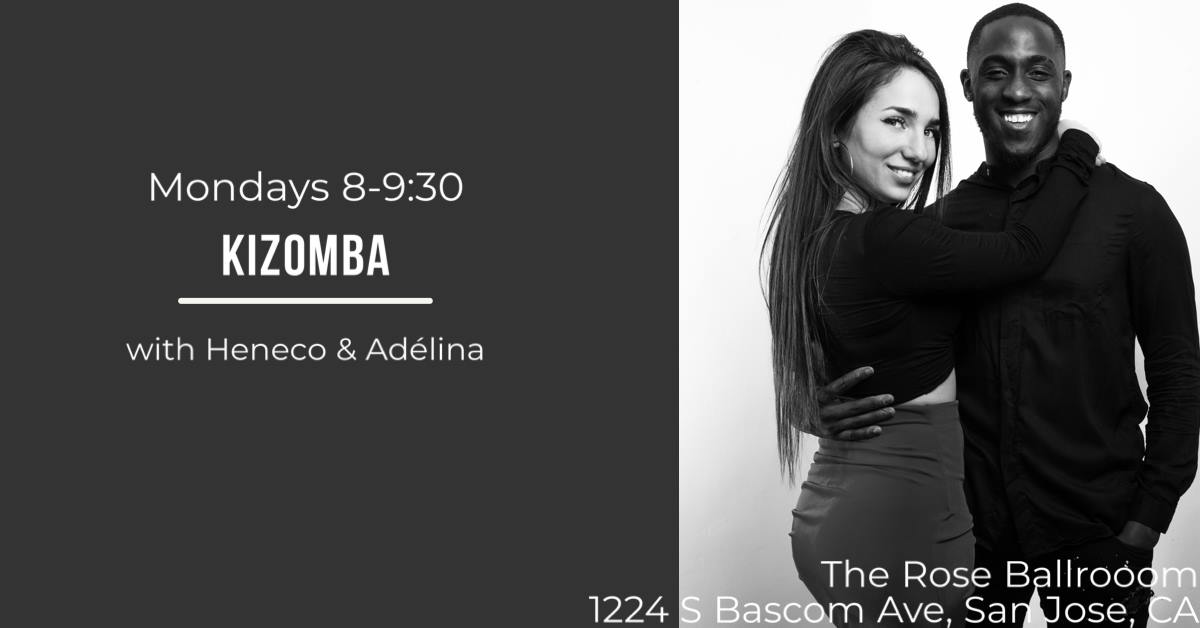 Mondays 8-9:30
KIZOMBA
with Heneco & Adélina
The Rose Ballrooom
1224 S Bascom Ave, San Jose, CA